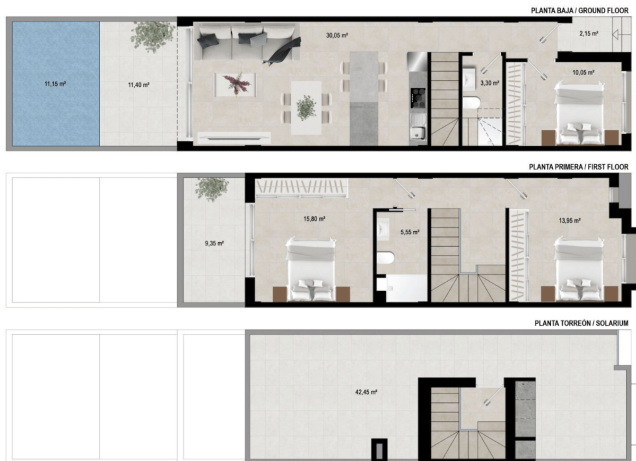 PLANTA BAJA / GROUND FLOOR
30,05 m²
2,15 m²
11,15 m²
11,40 m²
3,30 m²
10,05 m²
PLANTA PRIMERA / FIRST FLOOR
15,80 m²
13,95 m²
5,55 m²
9,35 m²
PLANTA TORREÓN / SOLARIUM
42,45 m²